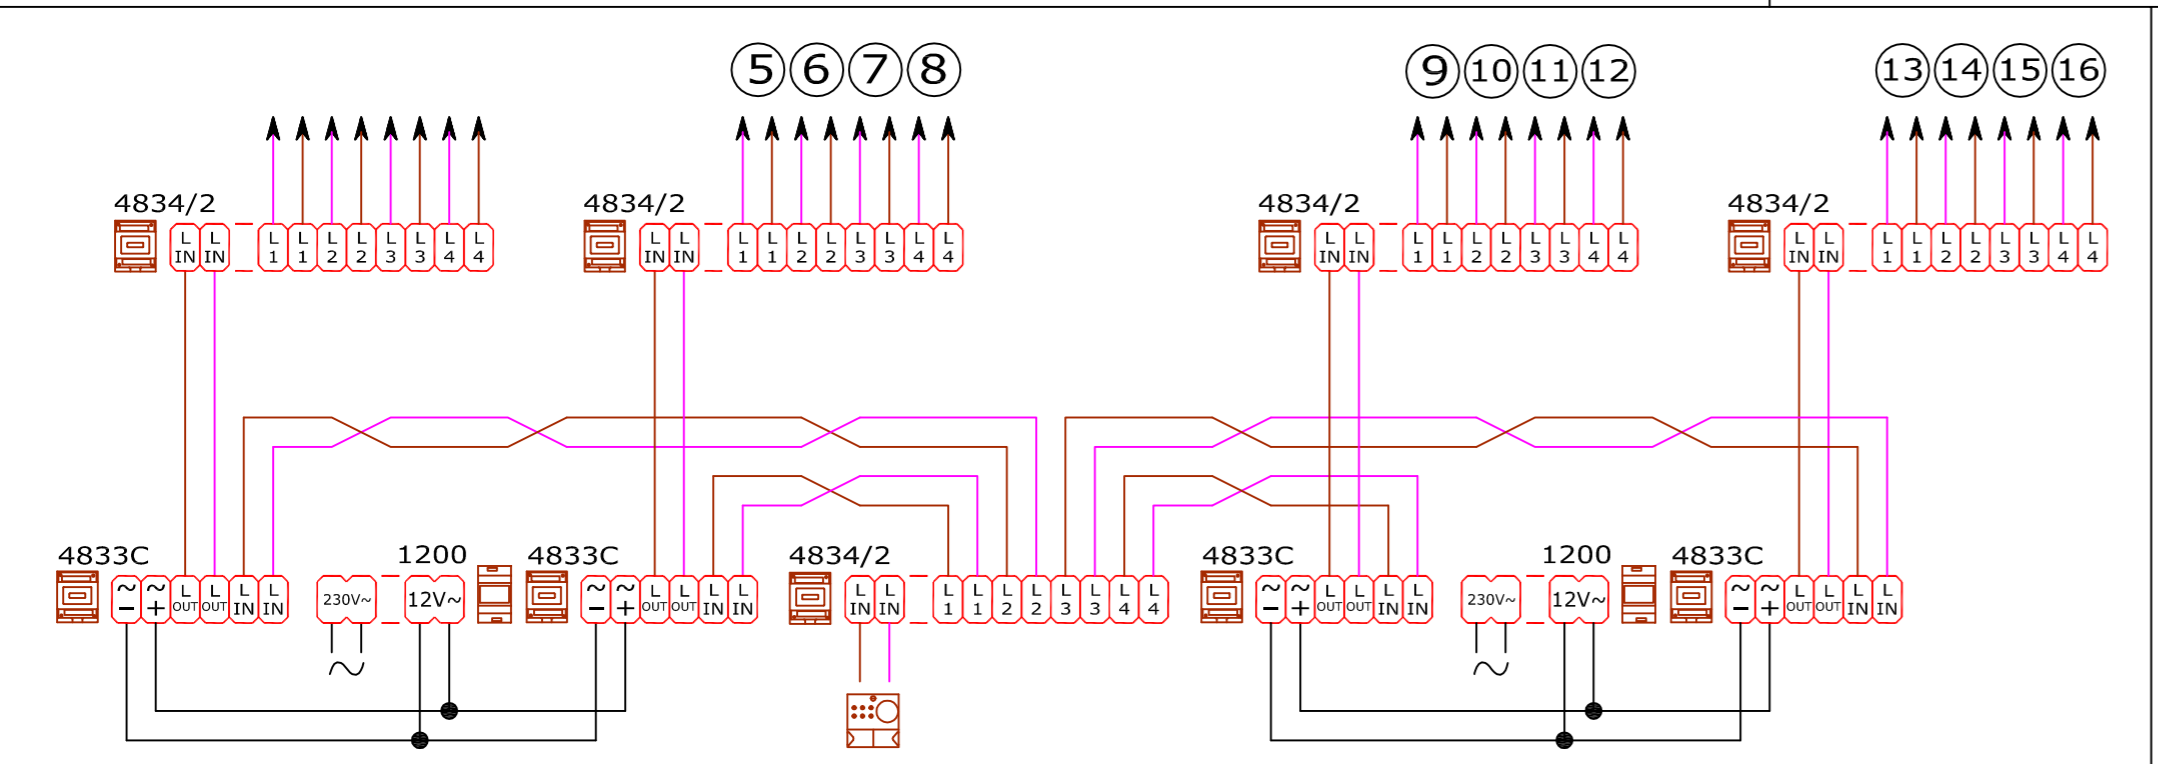 5 6 7 8 9 10 11 12 13 14 15 16
4834/2 4834/2 4834/2 4834/2
L IN L IN L 1 L 1 L 2 L 2 L 3 L 3 L 4 L 4
L IN L IN L 1 L 1 L 2 L 2 L 3 L 3 L 4 L 4
L IN L IN L 1 L 1 L 2 L 2 L 3 L 3 L 4 L 4
L IN L IN L 1 L 1 L 2 L 2 L 3 L 3 L 4 L 4
4833C 1200 4833C 4834/2 4833C 1200 4833C
~ − ~ + L OUT L OUT L IN L IN
230V~ 12V~
~ − ~ + L OUT L OUT L IN L IN
L IN L IN L 1 L 1 L 2 L 2 L 3 L 3 L 4 L 4
~ − ~ + L OUT L OUT L IN L IN
230V~ 12V~
~ − ~ + L OUT L OUT L IN L IN
~ ~